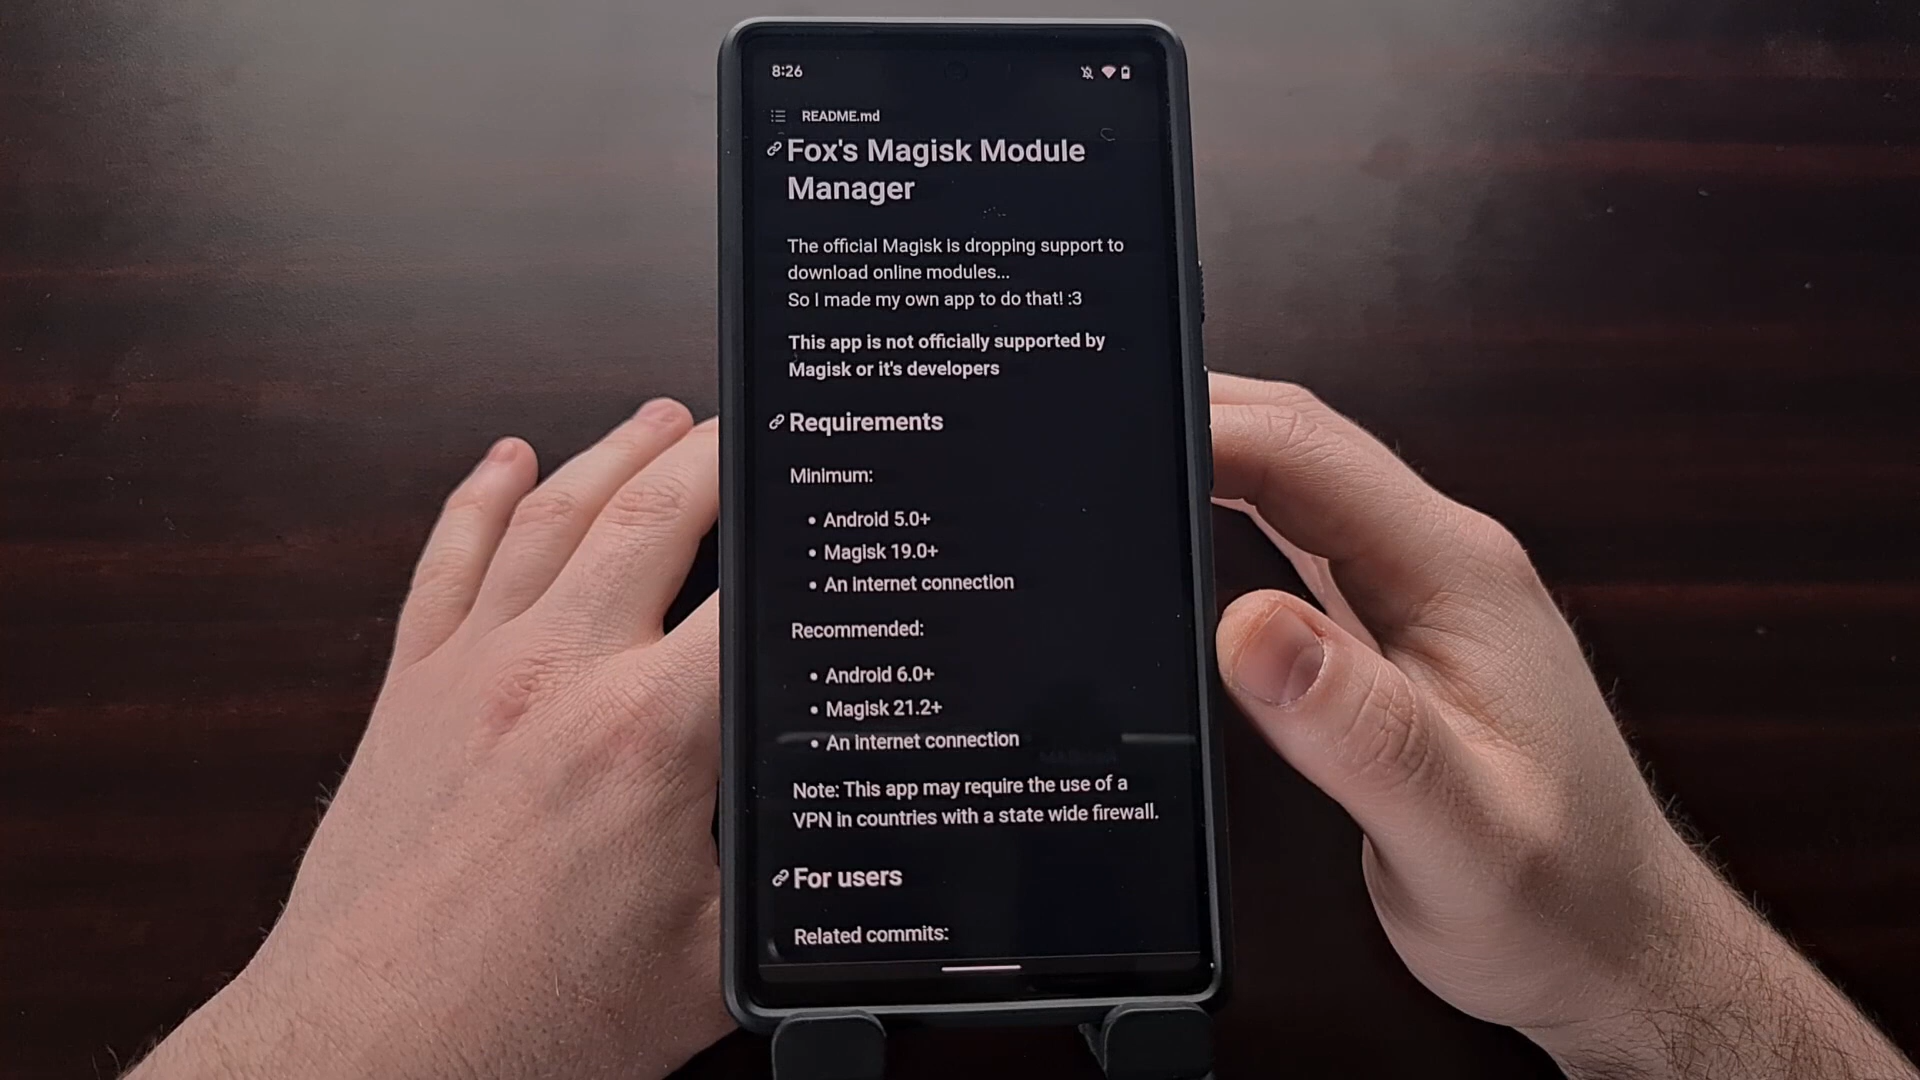 8:26
README.md
Fox's Magisk Module
Manager
The official Magisk is dropping support to
download online modules...
So I made my own app to do that! :3
This app is not officially supported by
Magisk or it's developers
Requirements
Minimum:
• Android 5.0+
• Magisk 19.0+
• An internet connection
Recommended:
• Android 6.0+
• Magisk 21.2+
• An internet connection
Note: This app may require the use of a
VPN in countries with a state wide firewall.
For users
Related commits: